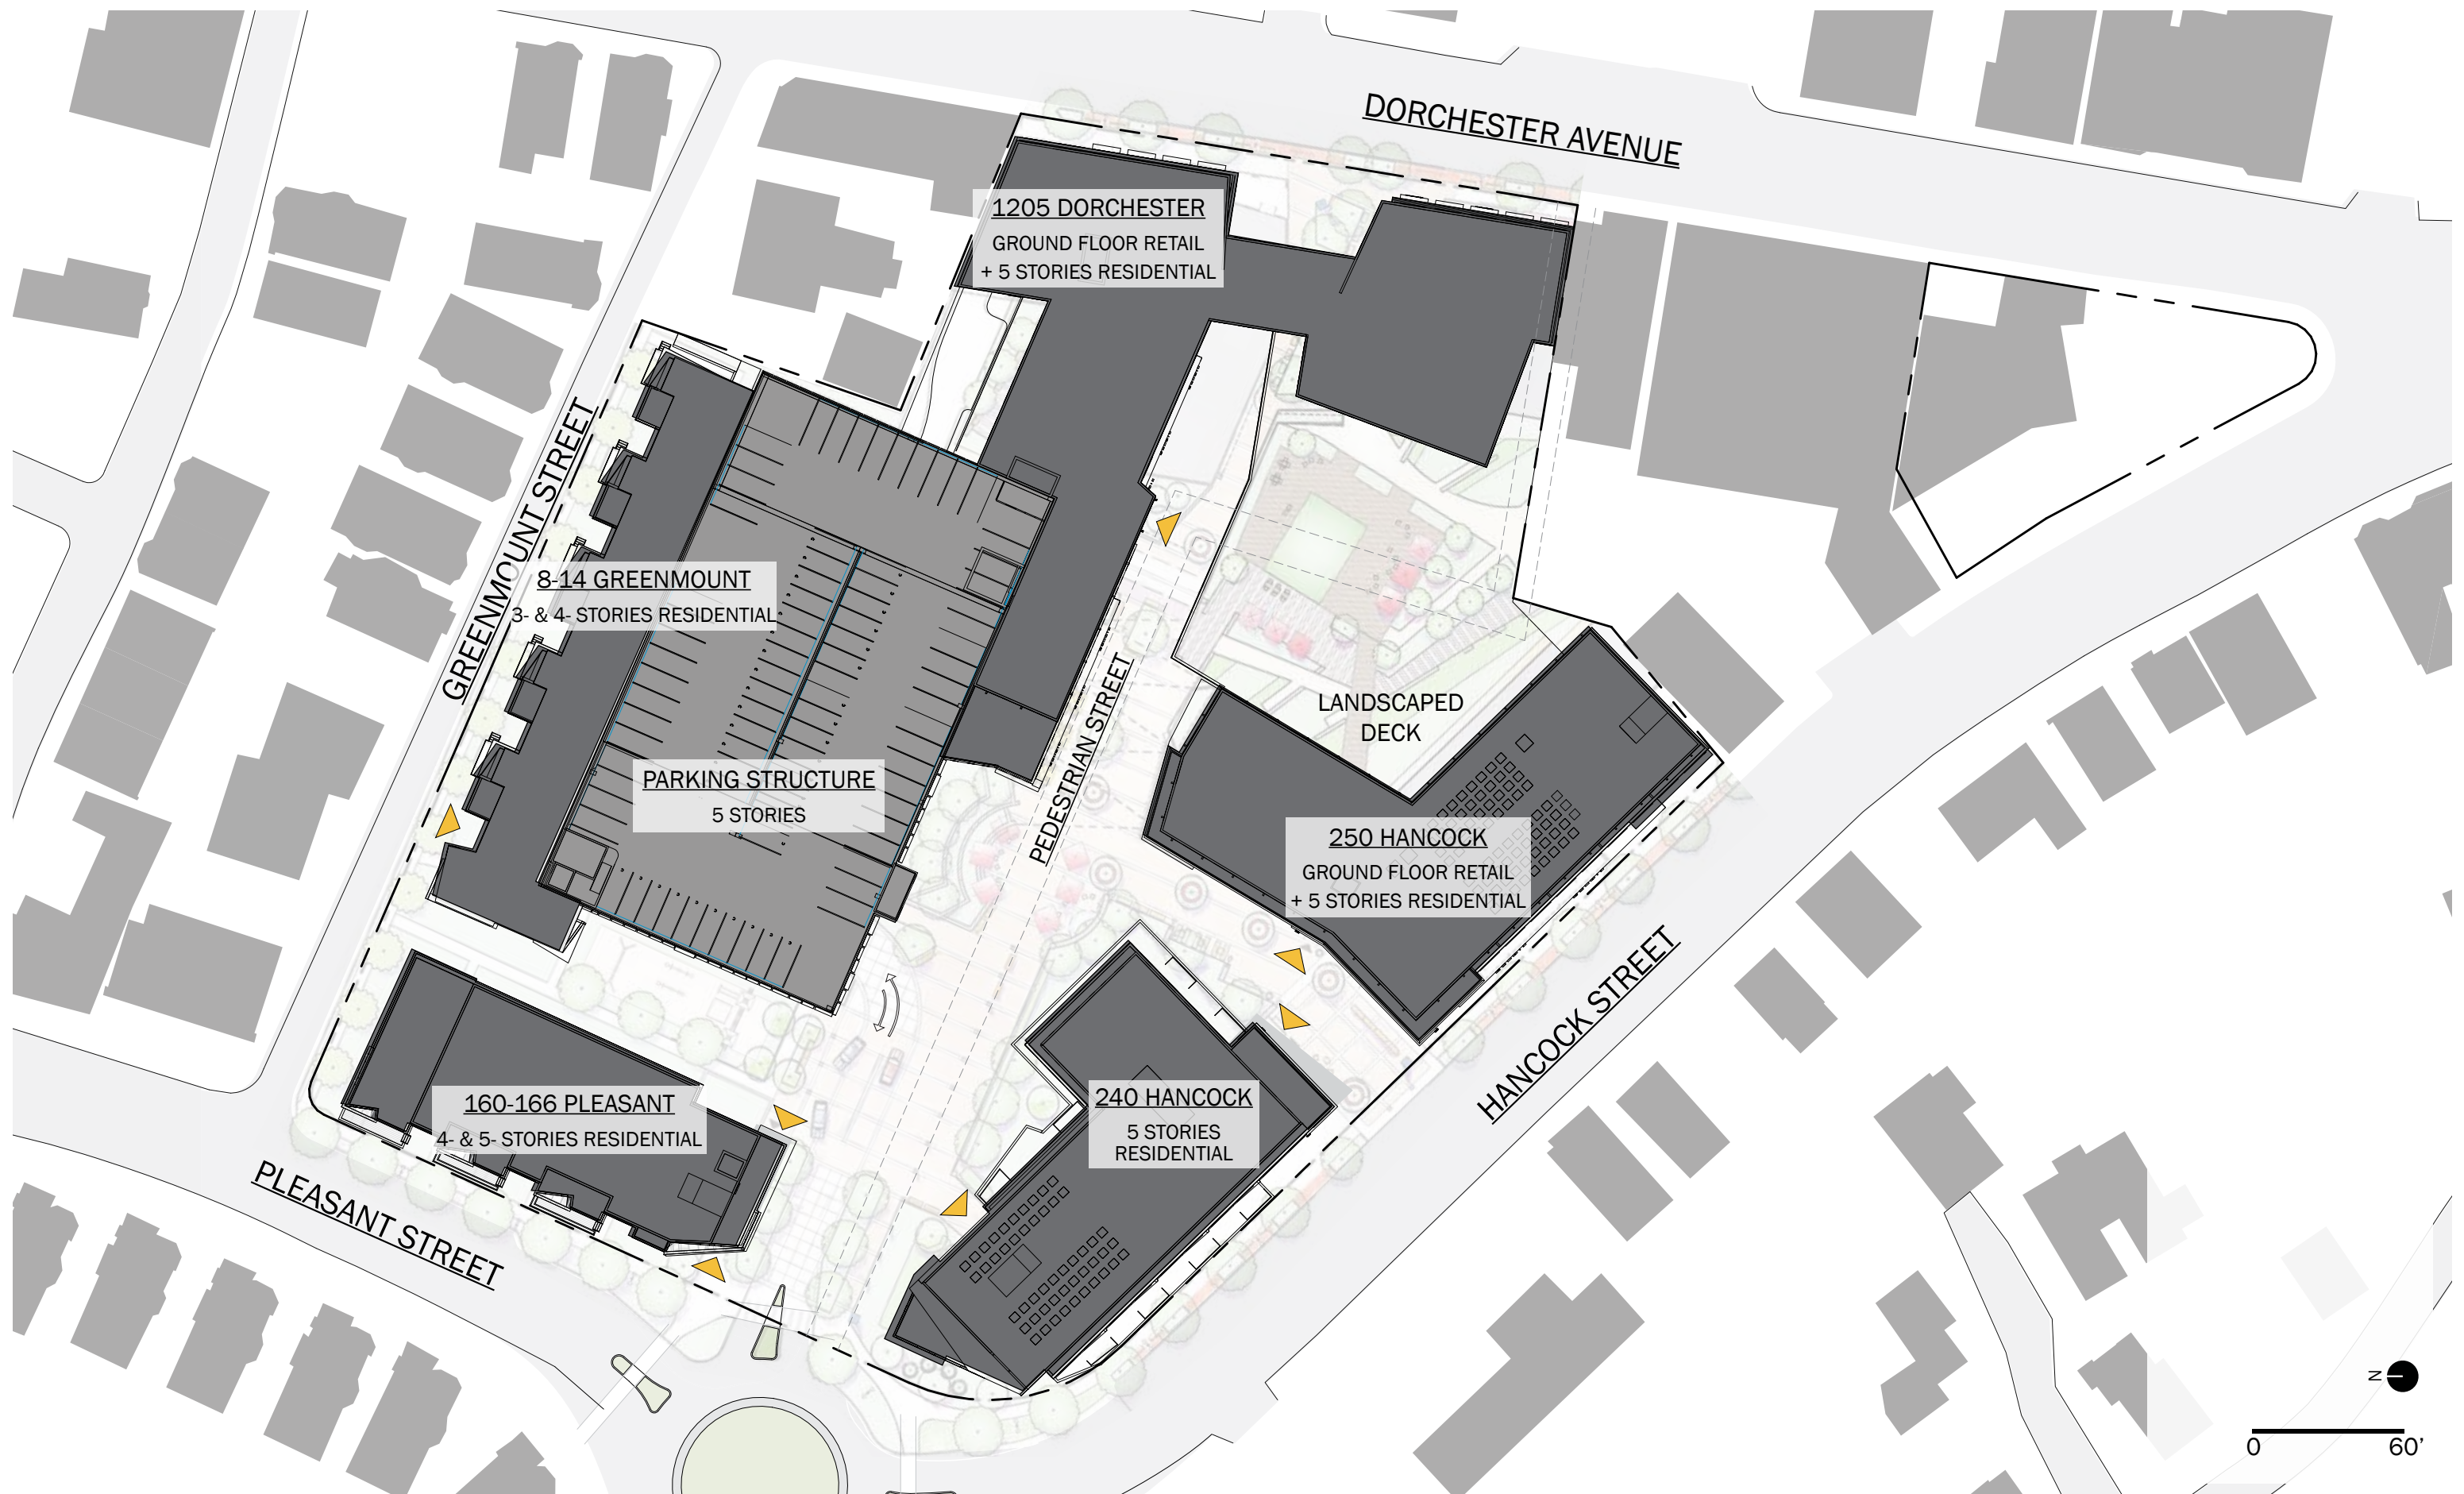 DORCHESTER AVENUE
1205 DORCHESTER
GROUND FLOOR RETAIL
+ 5 STORIES RESIDENTIAL
GREENMOUNT STREET
8-14 GREENMOUNT
3- & 4- STORIES RESIDENTIAL
PARKING STRUCTURE
5 STORIES
PEDESTRIAN STREET
LANDSCAPED
DECK
250 HANCOCK
GROUND FLOOR RETAIL
+ 5 STORIES RESIDENTIAL
HANCOCK STREET
240 HANCOCK
5 STORIES
RESIDENTIAL
160-166 PLEASANT
4- & 5- STORIES RESIDENTIAL
PLEASANT STREET
N
0 60'